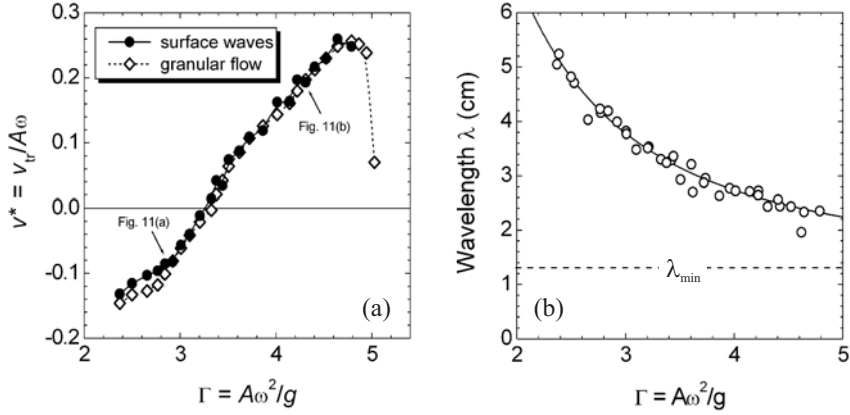 0.3
0.2
0.1
0.0
-0.1
-0.2
v* = v_tr/Aω
surface waves
granular flow
Fig. 11(b)
Fig. 11(a)
(a)
2 3 4 5
Γ = Aω²/g
6
5
4
3
2
1
0
Wavelength λ (cm)
λ_min
(b)
2 3 4 5
Γ = Aω²/g